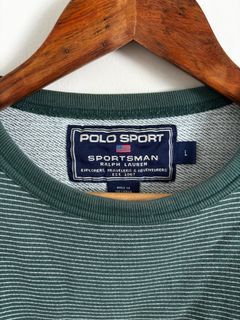 POLO SPORT
SPORTSMAN
RALPH LAUREN
EXPLORERS, TRAVELERS & ADVENTURERS
EST. 1967
L